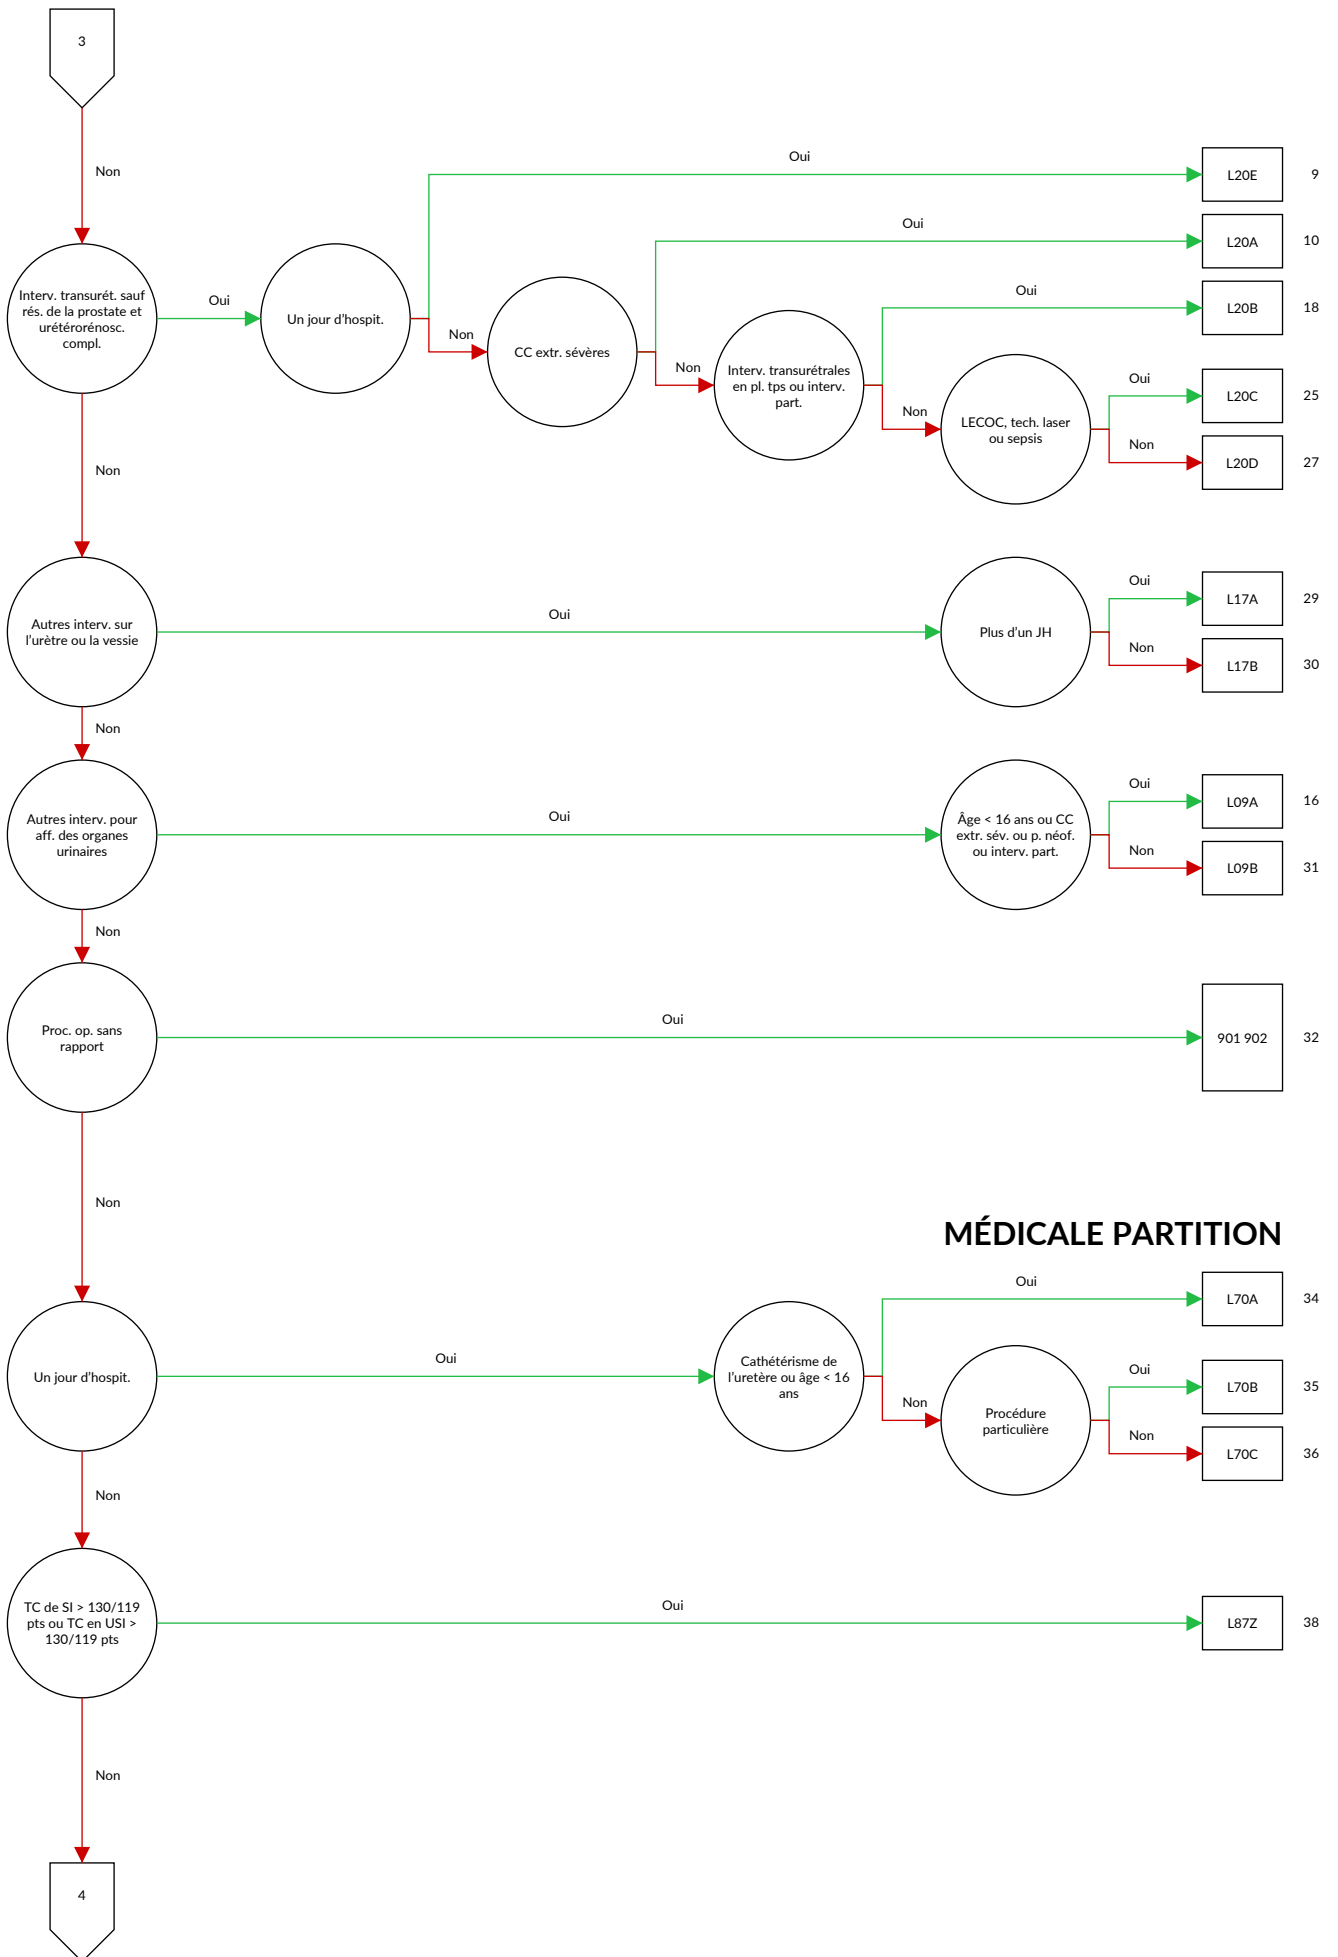 3
Non
Oui
L20E
9
Oui
L20A
10
Interv. transurét. sauf
rés. de la prostate et
urétérorénosc.
compl.
Oui
Un jour d'hospit.
Non
CC extr. sévères
Non
Interv. transurétrales
en pl. tps ou interv.
part.
Oui
L20B
18
Non
LECOC, tech. laser
ou sepsis
Oui
L20C
25
Non
L20D
27
Non
Autres interv. sur
l'urètre ou la vessie
Oui
Plus d'un JH
Oui
L17A
29
Non
L17B
30
Non
Autres interv. pour
aff. des organes
urinaires
Oui
Âge < 16 ans ou CC
extr. sév. ou p. néof.
ou interv. part.
Oui
L09A
16
Non
L09B
31
Non
Proc. op. sans
rapport
Oui
901 902
32
Non
MÉDICALE PARTITION
Un jour d'hospit.
Oui
Cathétérisme de
l'uretère ou âge < 16
ans
Oui
L70A
34
Non
Procédure
particulière
Oui
L70B
35
Non
L70C
36
Non
TC de SI > 130/119
pts ou TC en USI >
130/119 pts
Oui
L87Z
38
Non
4